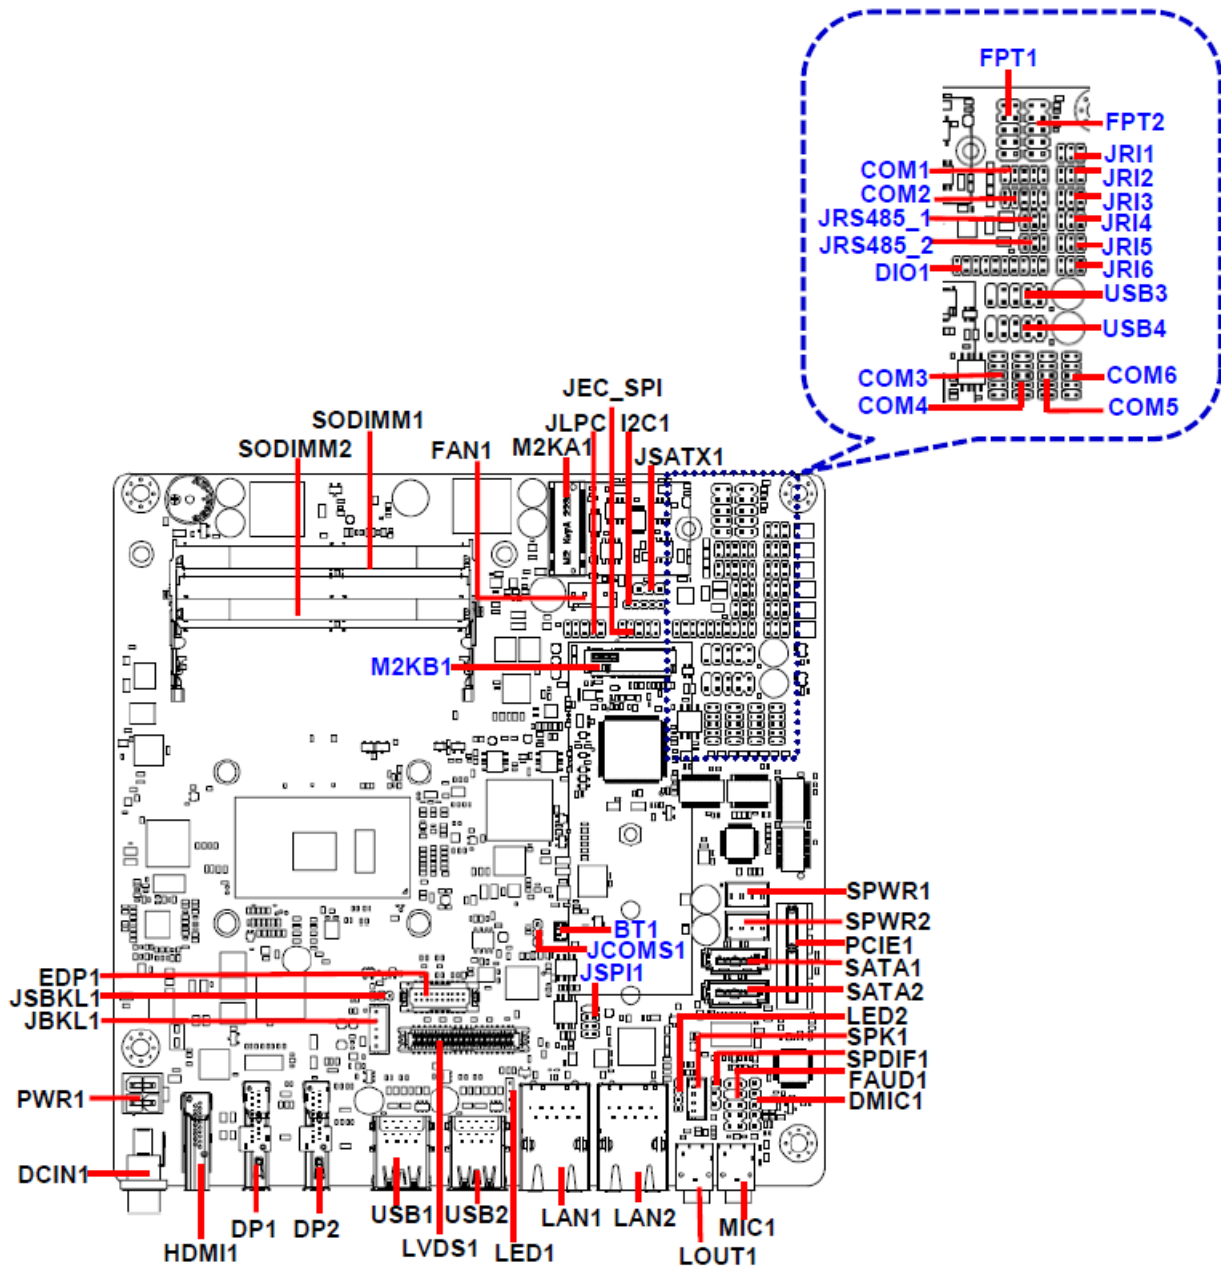 FPT1
FPT2
JRI1
COM1
JRI2
COM2
JRI3
JRS485_1
JRI4
JRS485_2
JRI5
DIO1
JRI6
USB3
USB4
COM3
COM6
COM4
COM5
JEC_SPI
SODIMM1
JLPC
I2C1
SODIMM2
FAN1
M2KA1
JSATX1
M2 KeyA 223
M2KB1
SPWR1
BT1
SPWR2
JCOMS1
PCIE1
EDP1
JSPI1
SATA1
JSBKL1
SATA2
JBKL1
LED2
SPK1
SPDIF1
FAUD1
PWR1
DMIC1
DCIN1
USB1
USB2
LAN1
LAN2
DP1
DP2
MIC1
HDMI1
LVDS1
LED1
LOUT1